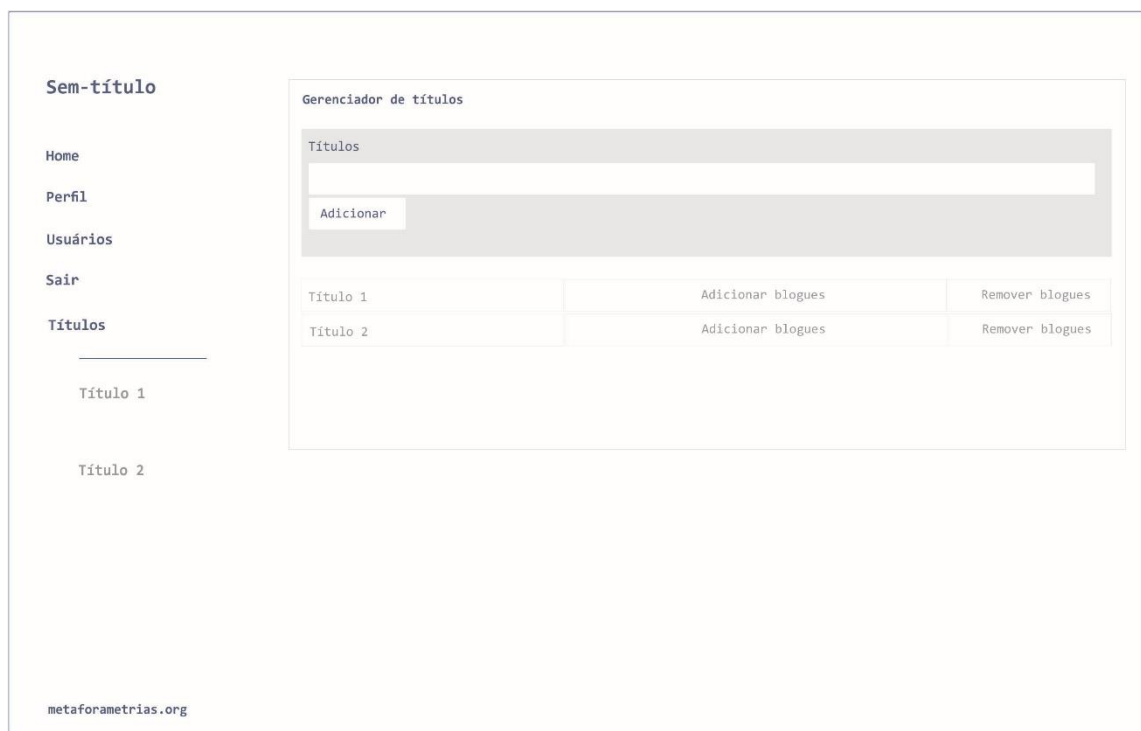 Sem-título
Home
Perfil
Usuários
Sair
Títulos
Título 1
Título 2
metaforametrias.org
Gerenciador de títulos
Títulos
Adicionar
Título 1 Adicionar blogues Remover blogues
Título 2 Adicionar blogues Remover blogues